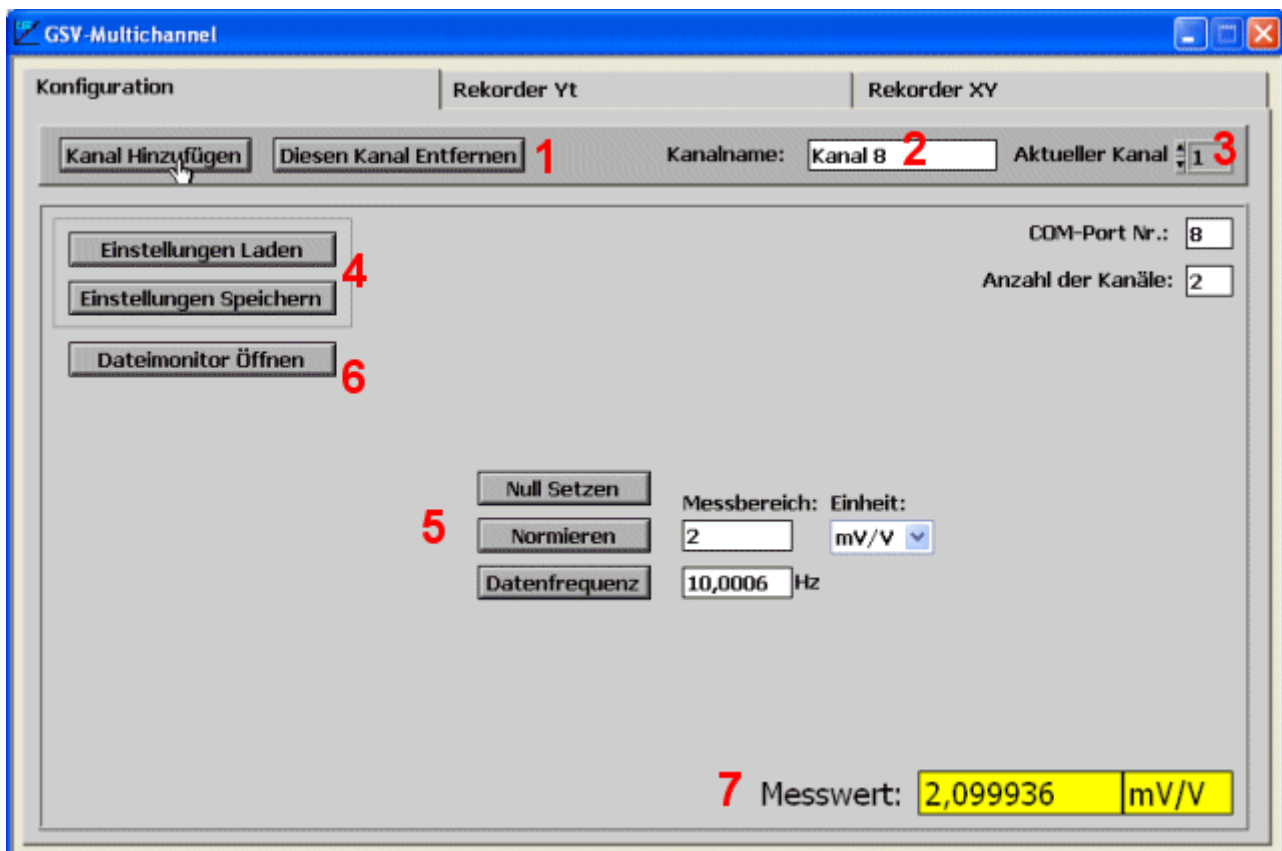 GSV-Multichannel
Konfiguration
Rekorder Yt
Rekorder XY
Kanal Hinzufügen
Diesen Kanal Entfernen
1
Kanalname:
Kanal 8
2
Aktueller Kanal
1
3
Einstellungen Laden
Einstellungen Speichern
4
COM-Port Nr.: 8
Anzahl der Kanäle: 2
Dateimonitor Öffnen
6
Null Setzen
5
Normieren
Messbereich: Einheit:
2
mV/V
Datenfrequenz
10,0006 Hz
7
Messwert: 2,099936 mV/V